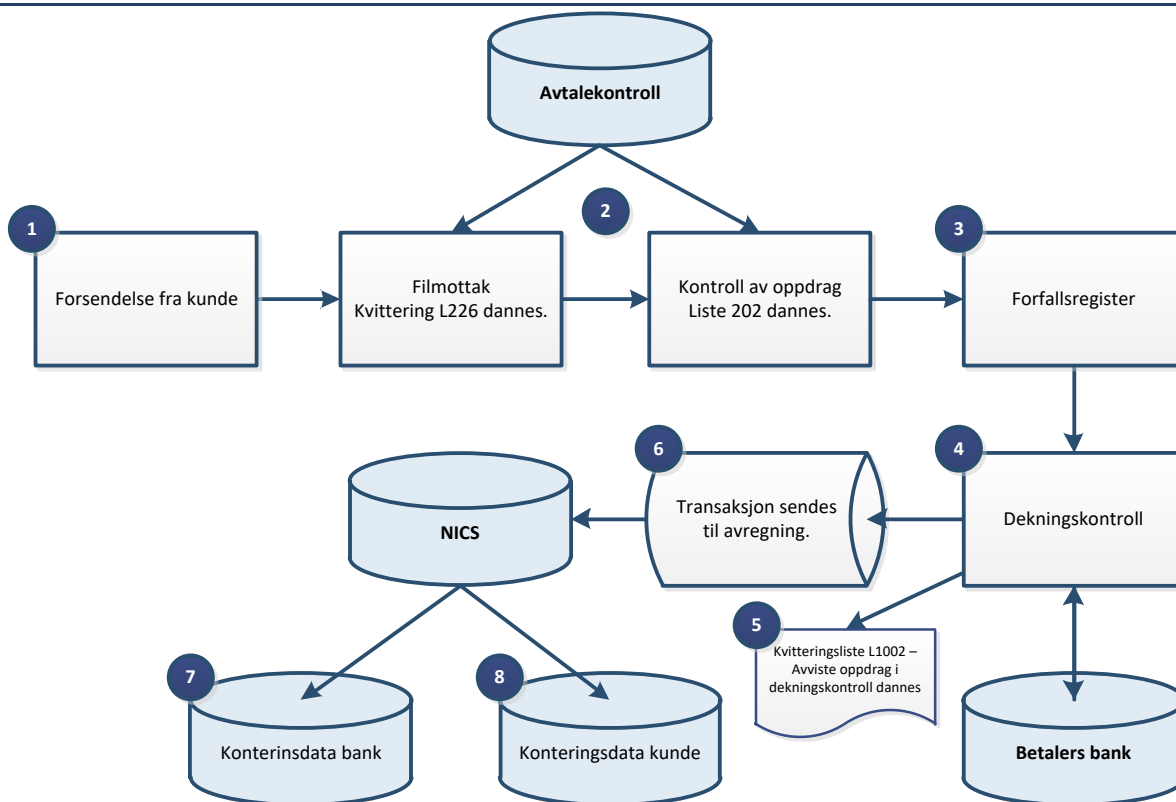 Avtalekontroll
1
2
3
Forsendelse fra kunde
Filmottak
Kvittering L226 dannes.
Kontroll av oppdrag
Liste 202 dannes.
Forfallsregister
6
4
NICS
Transaksjon sendes
til avregning.
Dekningskontroll
5
Kvitteringsliste L1002 –
Avviste oppdrag i
dekningskontroll dannes
7
8
Konterinsdata bank
Konteringsdata kunde
Betalers bank